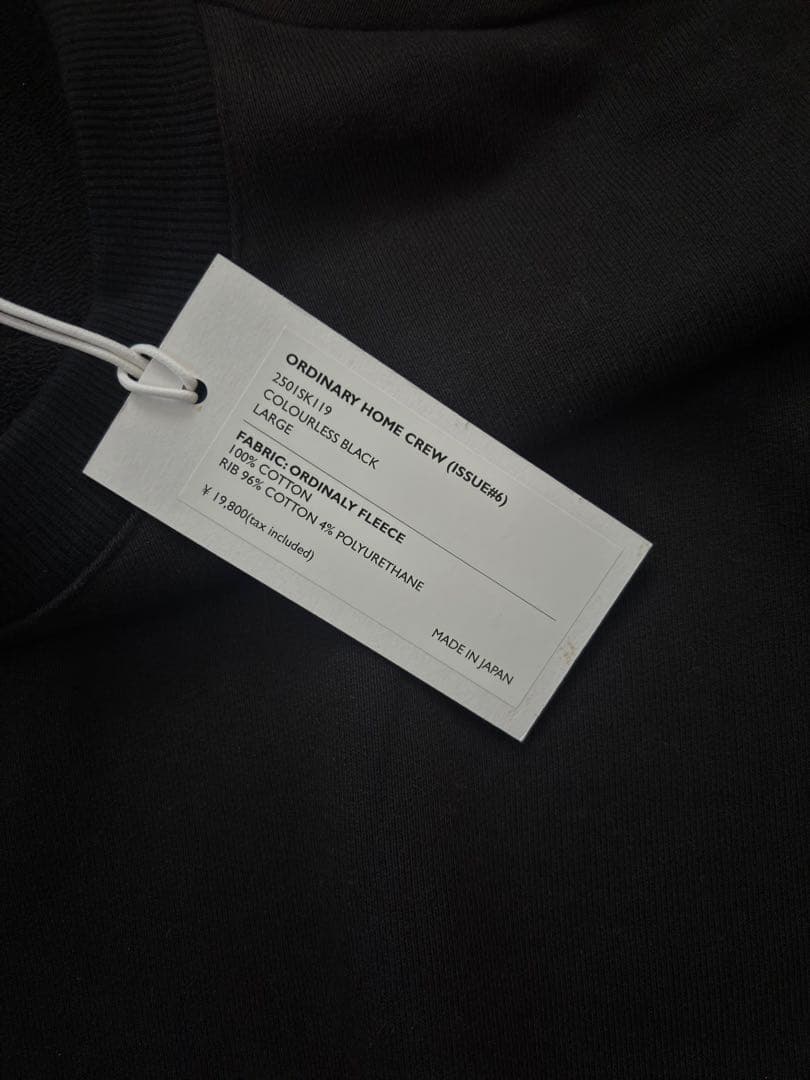 ORDINARY HOME CREW (ISSUE#6)
2501SK119
COLOURLESS BLACK
LARGE
FABRIC: ORDINALY FLEECE
100% COTTON
RIB 96% COTTON 4% POLYURETHANE
¥ 19,800(tax included)
MADE IN JAPAN